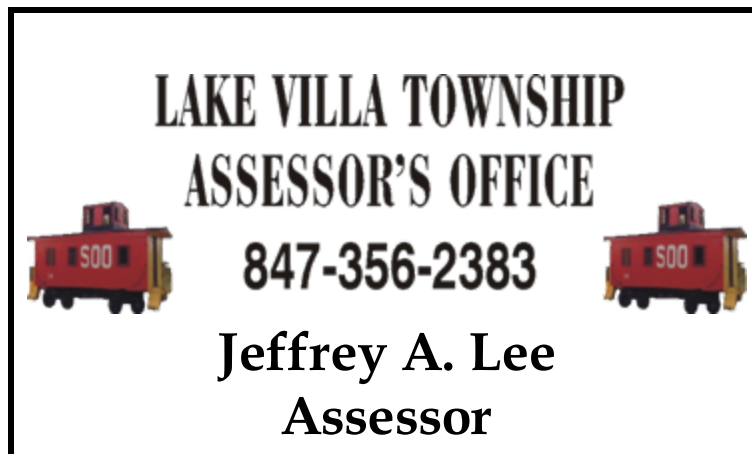 LAKE VILLA TOWNSHIP
ASSESSOR'S OFFICE
SOO
847-356-2383
SOO
Jeffrey A. Lee
Assessor